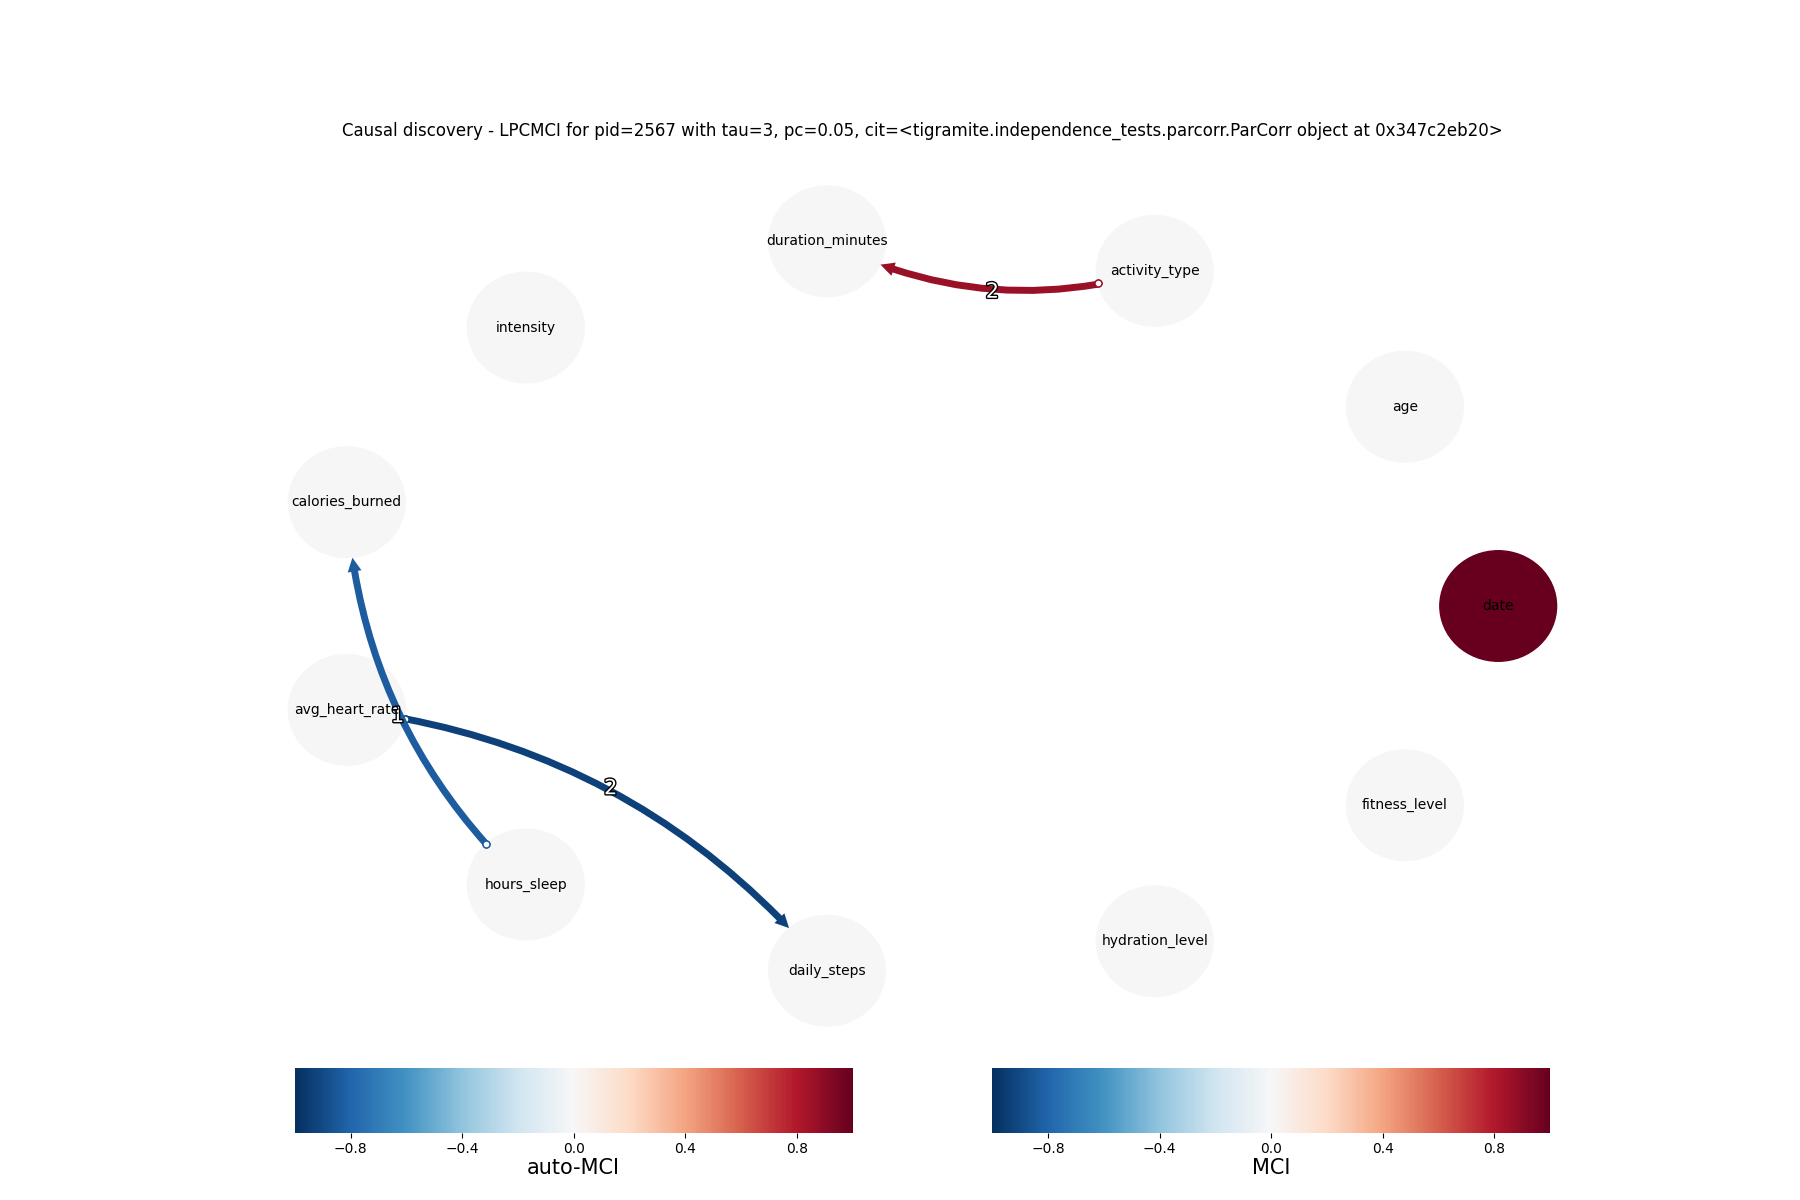 Causal discovery - LPCMCI for pid=2567 with tau=3, pc=0.05, cit=<tigramite.independence_tests.parcorr.ParCorr object at 0x347c2eb20>
duration_minutes
activity_type
2
intensity
age
calories_burned
date
avg_heart_rate
1
2
fitness_level
hours_sleep
hydration_level
daily_steps
−0.8 −0.4 0.0 0.4 0.8
auto-MCI
−0.8 −0.4 0.0 0.4 0.8
MCI